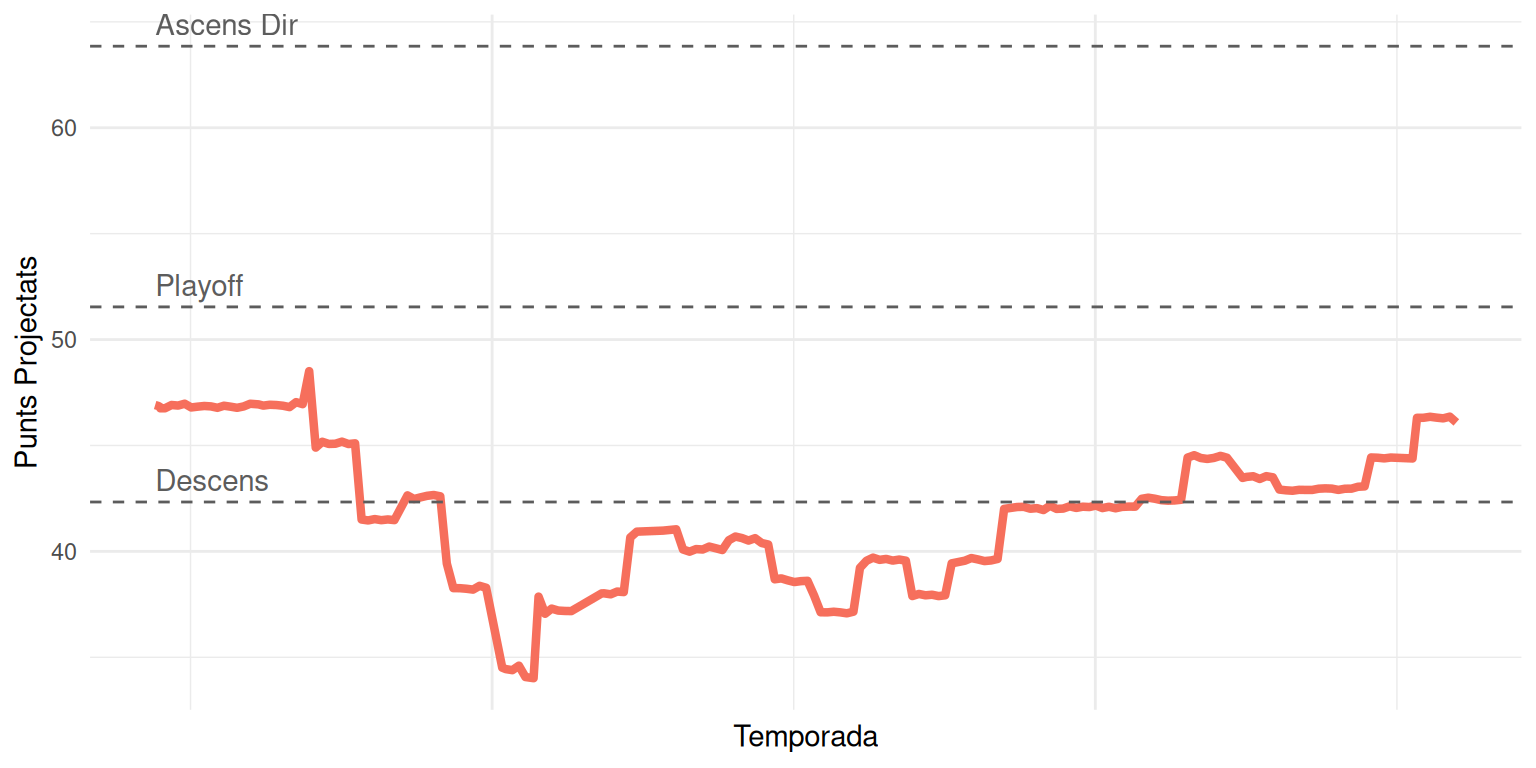 Ascens Dir
60
Playoff
50
Descens
40
Punts Projectats
Temporada